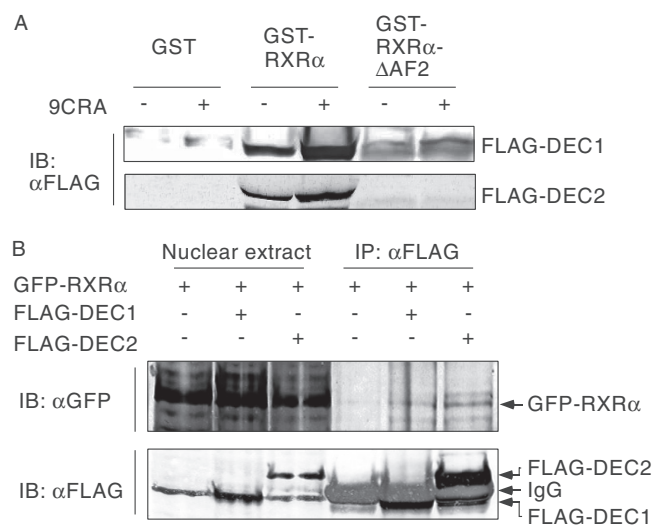 A
GST
GST-
RXRα
GST-
RXRα-
ΔAF2
9CRA - + - + - +
IB:
αFLAG
FLAG-DEC1
FLAG-DEC2
B
Nuclear extract IP: αFLAG
GFP-RXRα + + + + + +
FLAG-DEC1 - + - - + -
FLAG-DEC2 - - + - - +
IB: αGFP
GFP-RXRα
IB: αFLAG
FLAG-DEC2
IgG
FLAG-DEC1